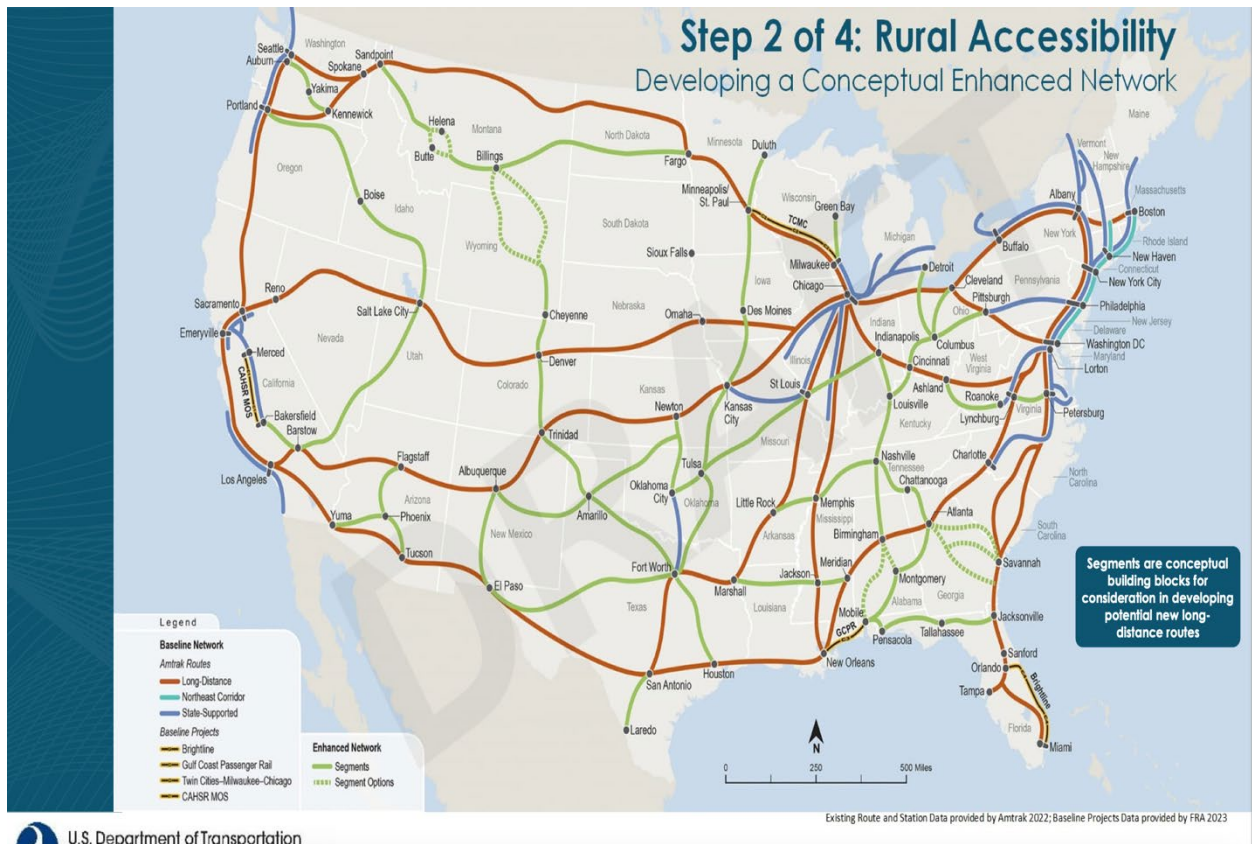 Step 2 of 4: Rural Accessibility
Developing a Conceptual Enhanced Network
DRAFT
Seattle
Auburn
Washington
Spokane
Sandpoint
Yakima
Kennewick
Portland
Oregon
Boise
Idaho
Helena
Butte
Montana
Billings
North Dakota
Fargo
Minnesota
Duluth
Minneapolis/
St. Paul
TCMC
Wisconsin
Green Bay
Milwaukee
Chicago
Michigan
Detroit
Wyoming
South Dakota
Sioux Falls
Iowa
Des Moines
Nebraska
Omaha
Cheyenne
Denver
Colorado
Salt Lake City
Utah
Nevada
Reno
Sacramento
Emeryville
Merced
California
CAHSR MOS
Bakersfield
Barstow
Los Angeles
Yuma
Flagstaff
Arizona
Phoenix
Tucson
Albuquerque
New Mexico
El Paso
Trinidad
Amarillo
Kansas
Newton
Kansas
City
Missouri
St Louis
Illinois
Indiana
Indianapolis
Ohio
Columbus
Cincinnati
Cleveland
Pittsburgh
Pennsylvania
Buffalo
New York
Albany
Vermont
New
Hampshire
Maine
Massachusetts
Boston
Rhode Island
New Haven
Connecticut
New York City
Philadelphia
New Jersey
Delaware
Washington DC
Maryland
Lorton
West
Virginia
Ashland
Roanoke
Virginia
Lynchburg
Petersburg
Louisville
Kentucky
Nashville
Tennessee
Chattanooga
Charlotte
North
Carolina
South
Carolina
Atlanta
Savannah
Georgia
Birmingham
Montgomery
Alabama
Memphis
Mississippi
Little Rock
Arkansas
Tulsa
Oklahoma
City
Oklahoma
Fort Worth
Texas
Marshall
Louisiana
Jackson
Meridian
Mobile
GCPR
Pensacola
Tallahassee
New Orleans
Houston
San Antonio
Laredo
Jacksonville
Sanford
Orlando
Tampa
Brightline
Florida
Miami
Segments are conceptual
building blocks for
consideration in developing
potential new long-
distance routes
Legend
Baseline Network
Amtrak Routes
Long-Distance
Northeast Corridor
State-Supported
Baseline Projects
Brightline
Gulf Coast Passenger Rail
Twin Cities–Milwaukee–Chicago
CAHSR MOS
Enhanced Network
Segments
Segment Options
N
0 250 500 Miles
Existing Route and Station Data provided by Amtrak 2022; Baseline Projects Data provided by FRA 2023
U.S. Department of Transportation